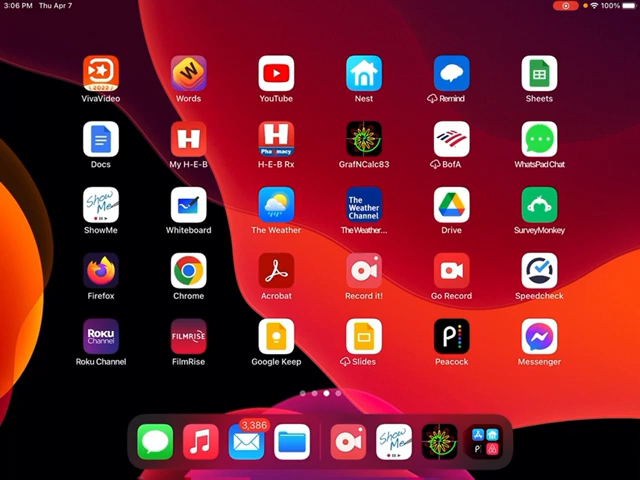 3:06 PM Thu Apr 7 100%
VivaVideo Words YouTube Nest Remind Sheets
Docs My H-E-B H-E-B Rx GrafNCalc83 BofA WhatsPadChat
ShowMe Whiteboard The Weather The Weather... Drive SurveyMonkey
Firefox Chrome Acrobat Record it! Go Record Speedcheck
Roku Channel FilmRise Google Keep Slides Peacock Messenger
2022
W
H
H
Pharmacy
Show Me
The Weather Channel
Roku Channel
FILMRISE
P
3,386
Show Me
P